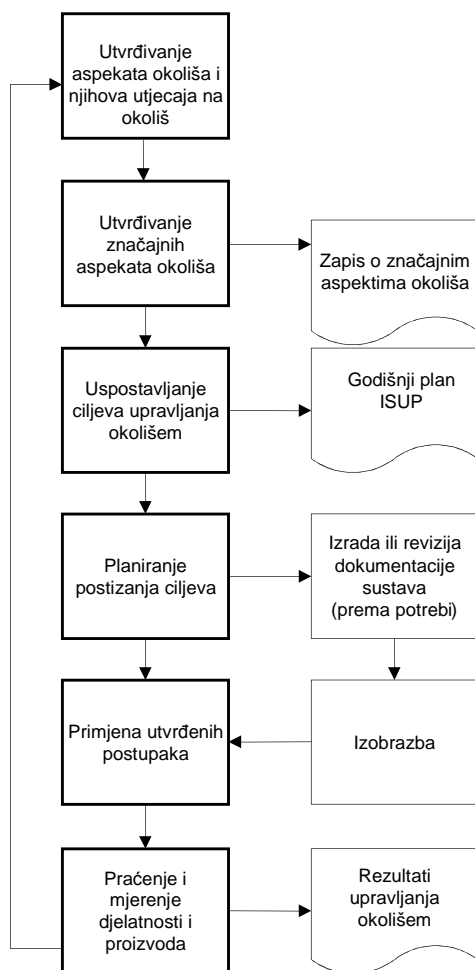 Utvrđivanje
aspekata okoliša i
njihova utjecaja na
okoliš
Utvrđivanje
značajnih
aspekata okoliša
Zapis o značajnim
aspektima okoliša
Uspostavljanje
ciljeva upravljanja
okolišem
Godišnji plan
ISUP
Planiranje
postizanja ciljeva
Izrada ili revizija
dokumentacije
sustava
(prema potrebi)
Primjena utvrđenih
postupaka
Izobrazba
Praćenje i
mjerenje
djelatnosti i
proizvoda
Rezultati
upravljanja
okolišem